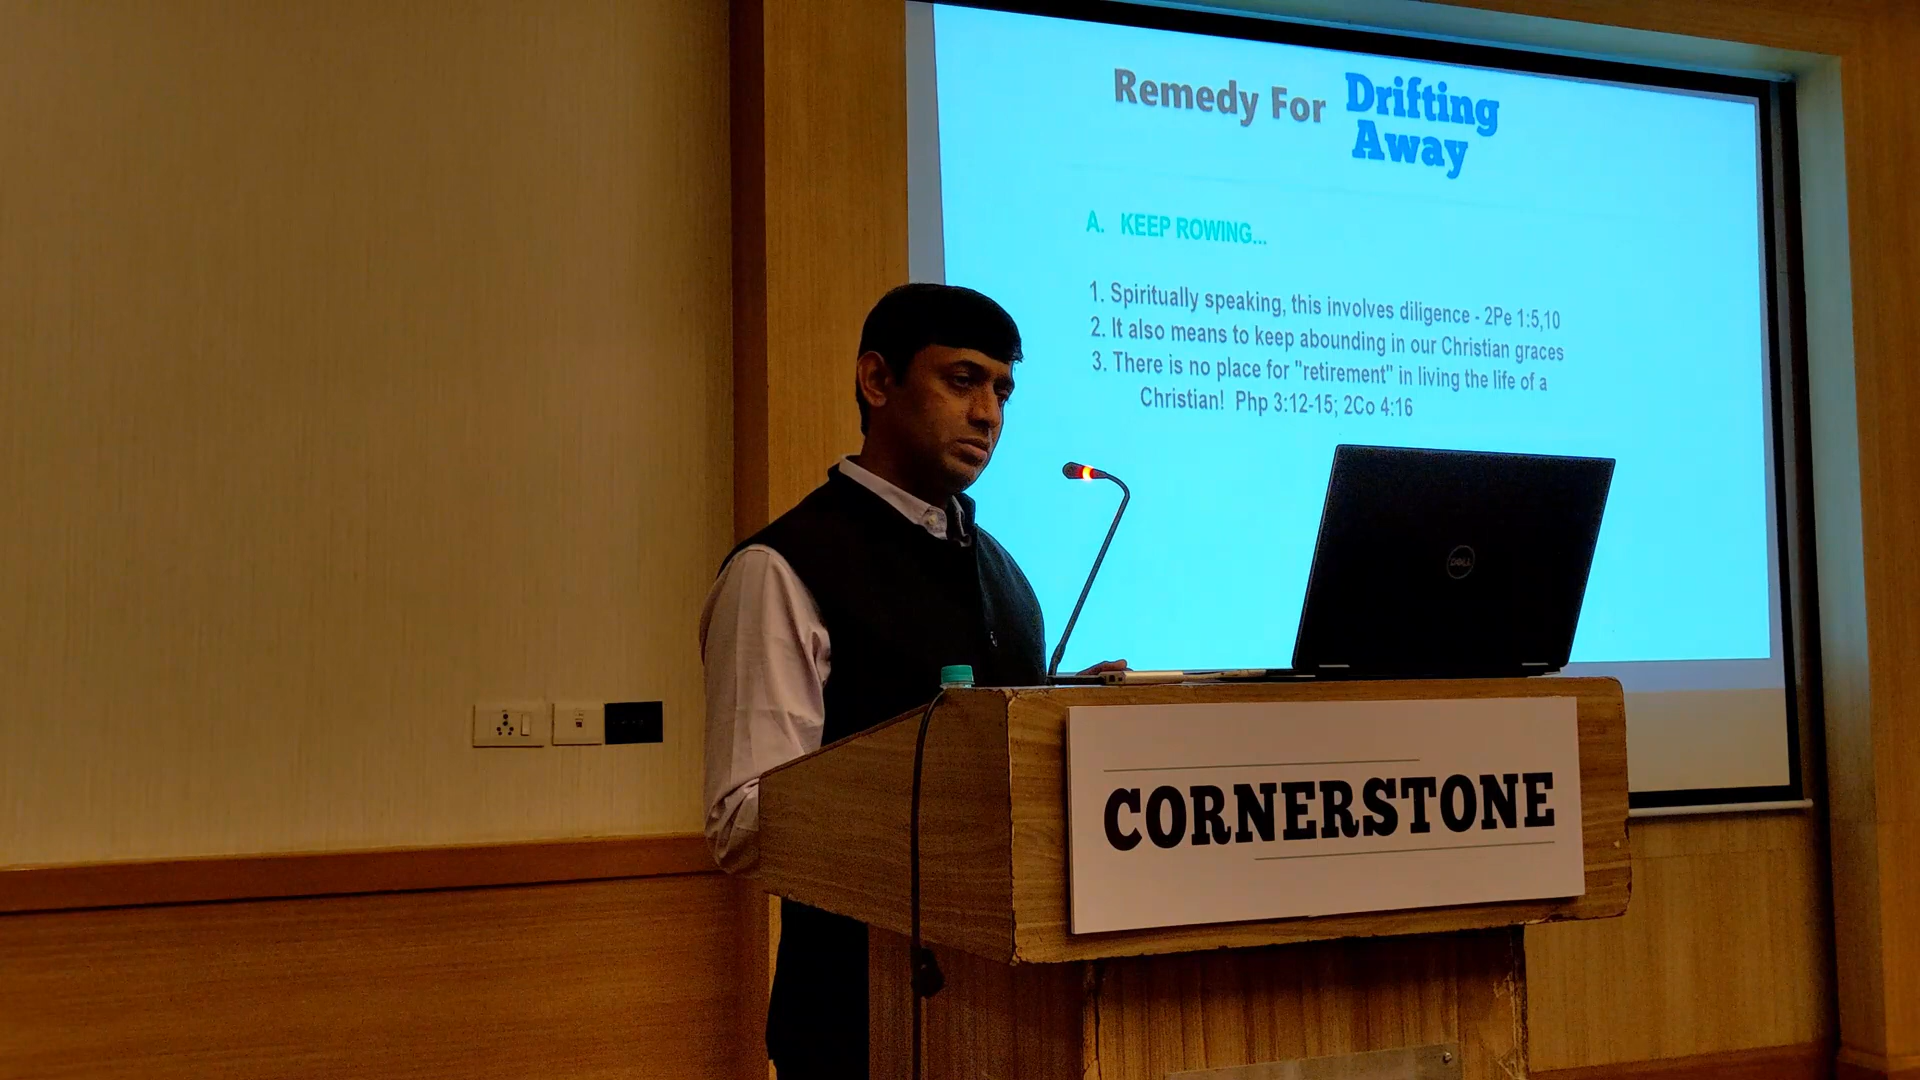 Remedy For Drifting
Away
A. KEEP ROWING...
1. Spiritually speaking, this involves diligence - 2Pe 1:5,10
2. It also means to keep abounding in our Christian graces
3. There is no place for "retirement" in living the life of a
Christian! Php 3:12-15; 2Co 4:16
DELL
CORNERSTONE